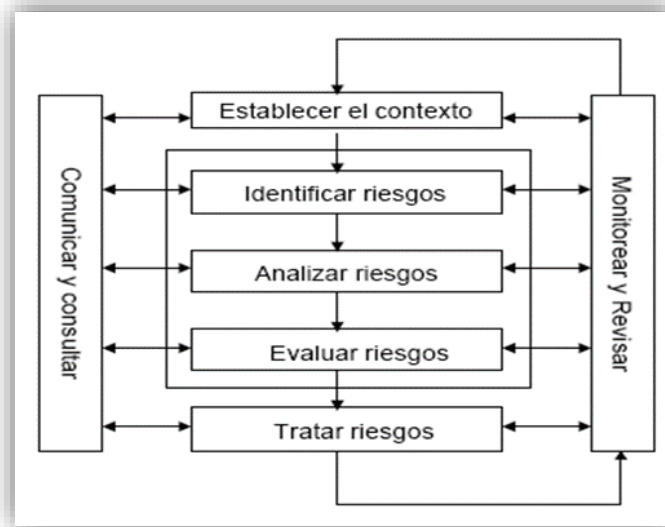 Establecer el contexto
Comunicar y consultar
Identificar riesgos
Monitorear y Revisar
Analizar riesgos
Evaluar riesgos
Tratar riesgos